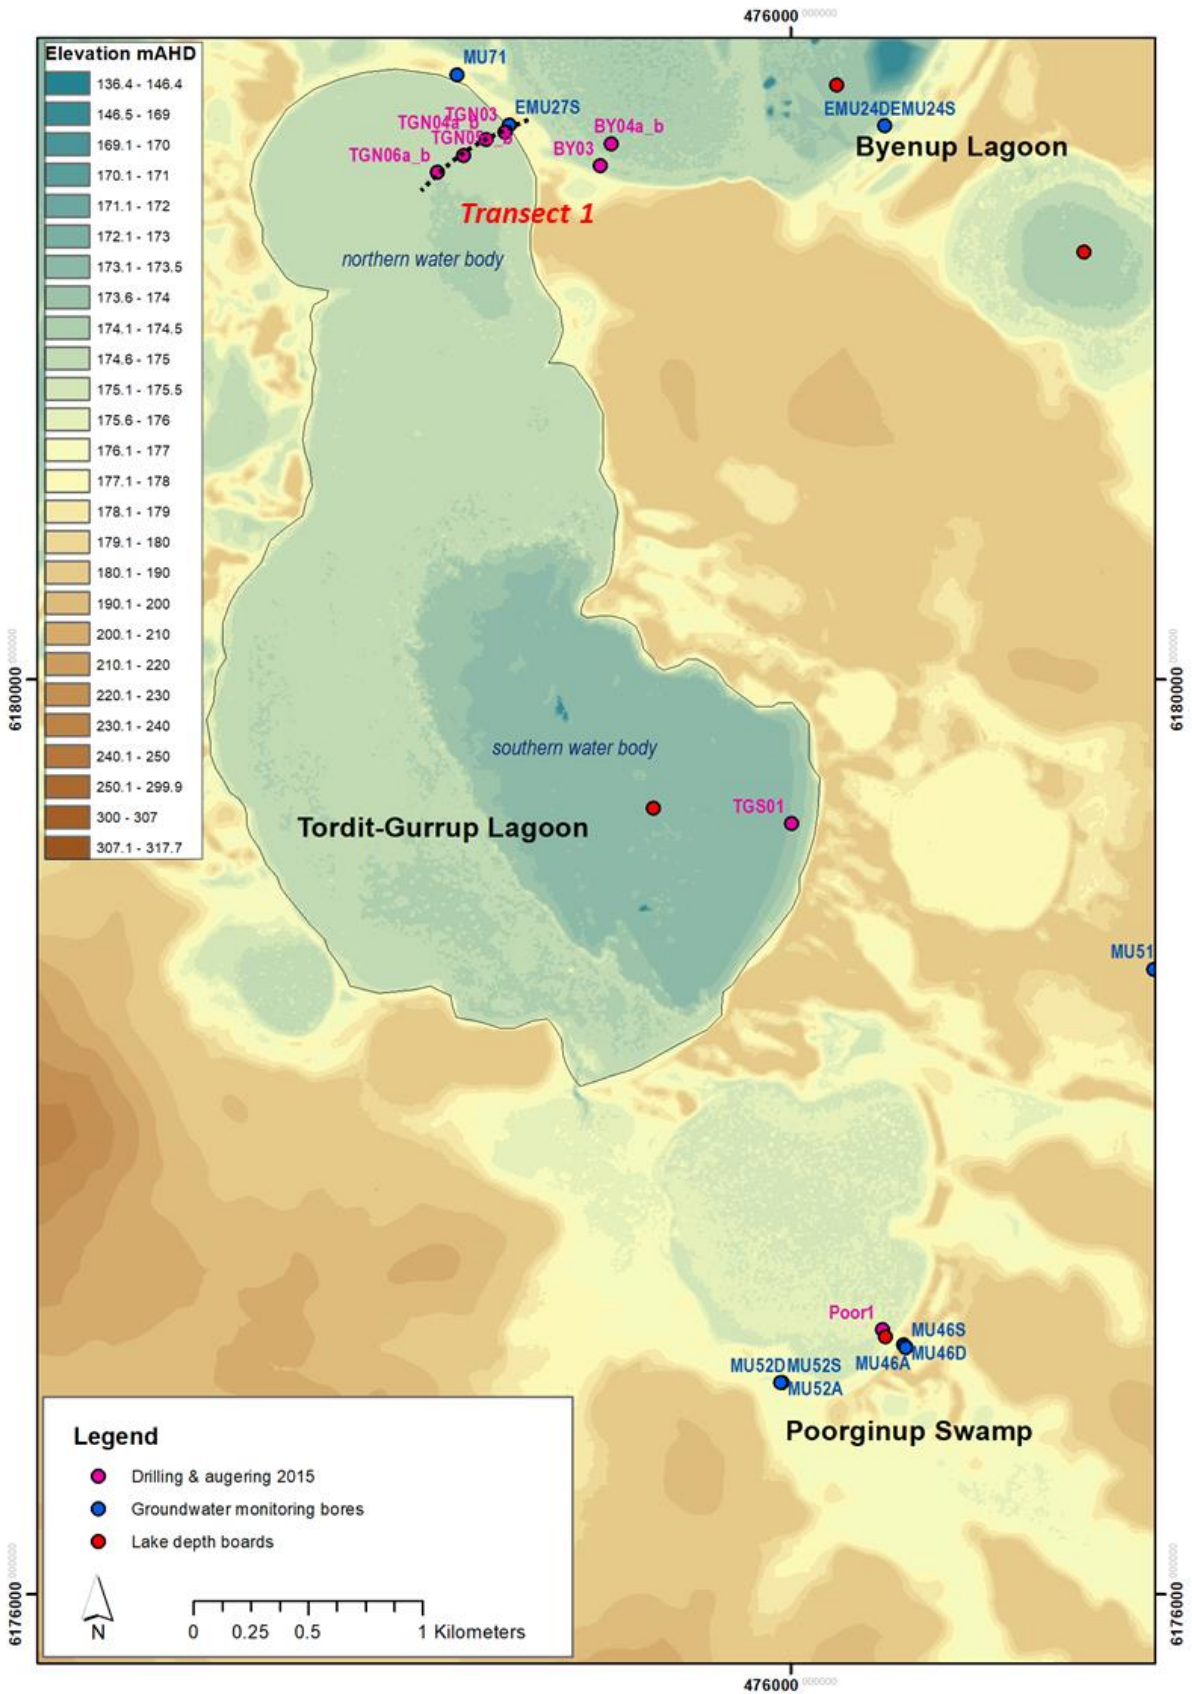 476000 000000
Elevation mAHD
136.4 - 146.4
146.5 - 169
169.1 - 170
170.1 - 171
171.1 - 172
172.1 - 173
173.1 - 173.5
173.6 - 174
174.1 - 174.5
174.6 - 175
175.1 - 175.5
175.6 - 176
176.1 - 177
177.1 - 178
178.1 - 179
179.1 - 180
180.1 - 190
190.1 - 200
200.1 - 210
210.1 - 220
220.1 - 230
230.1 - 240
240.1 - 250
250.1 - 299.9
300 - 307
307.1 - 317.7
MU71
EMU27S
TGN03
TGN04a_b
TGN06a_b
BY04a_b
BY03
EMU24DEMU24S
Byenup Lagoon
Transect 1
northern water body
6180000 000000
6180000 000000
southern water body
TGS01
Tordit-Gurrup Lagoon
MU51
Poor1
MU46S
MU46D
MU46A
MU52DMU52S
MU52A
Poorginup Swamp
Legend
Drilling & augering 2015
Groundwater monitoring bores
Lake depth boards
N
0 0.25 0.5 1 Kilometers
6176000 000000
6176000 000000
476000 000000